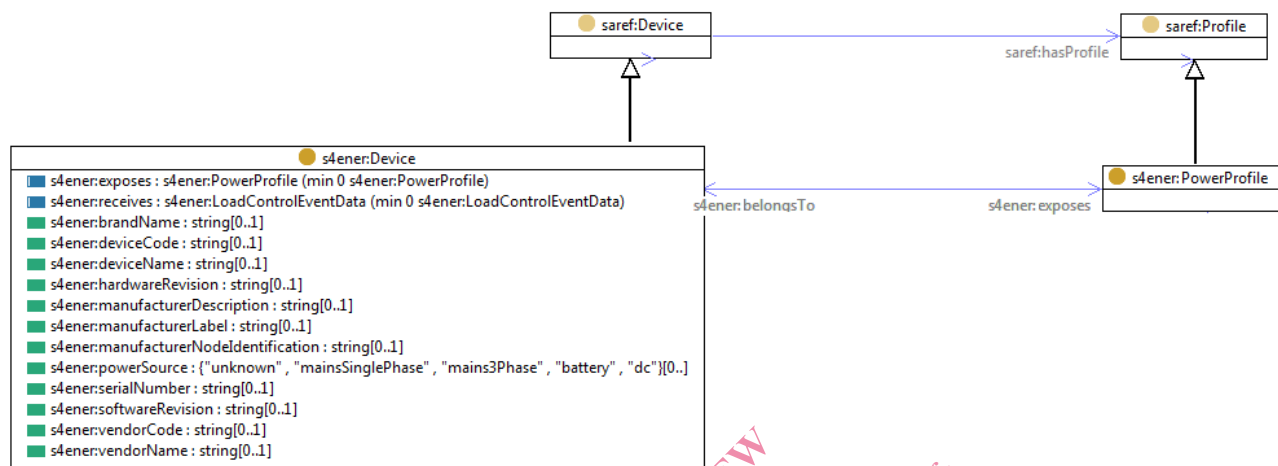 saref:Device
saref:Profile
saref:hasProfile
s4ener:Device
s4ener:exposes : s4ener:PowerProfile (min 0 s4ener:PowerProfile)
s4ener:receives : s4ener:LoadControlEventData (min 0 s4ener:LoadControlEventData)
s4ener:brandName : string[0..1]
s4ener:deviceCode : string[0..1]
s4ener:deviceName : string[0..1]
s4ener:hardwareRevision : string[0..1]
s4ener:manufacturerDescription : string[0..1]
s4ener:manufacturerLabel : string[0..1]
s4ener:manufacturerNodeIdentification : string[0..1]
s4ener:powerSource : {"unknown" , "mainsSinglePhase" , "mains3Phase" , "battery" , "dc"}[0..]
s4ener:serialNumber : string[0..1]
s4ener:softwareRevision : string[0..1]
s4ener:vendorCode : string[0..1]
s4ener:vendorName : string[0..1]
s4ener:PowerProfile
s4ener:belongsTo
s4ener:exposes